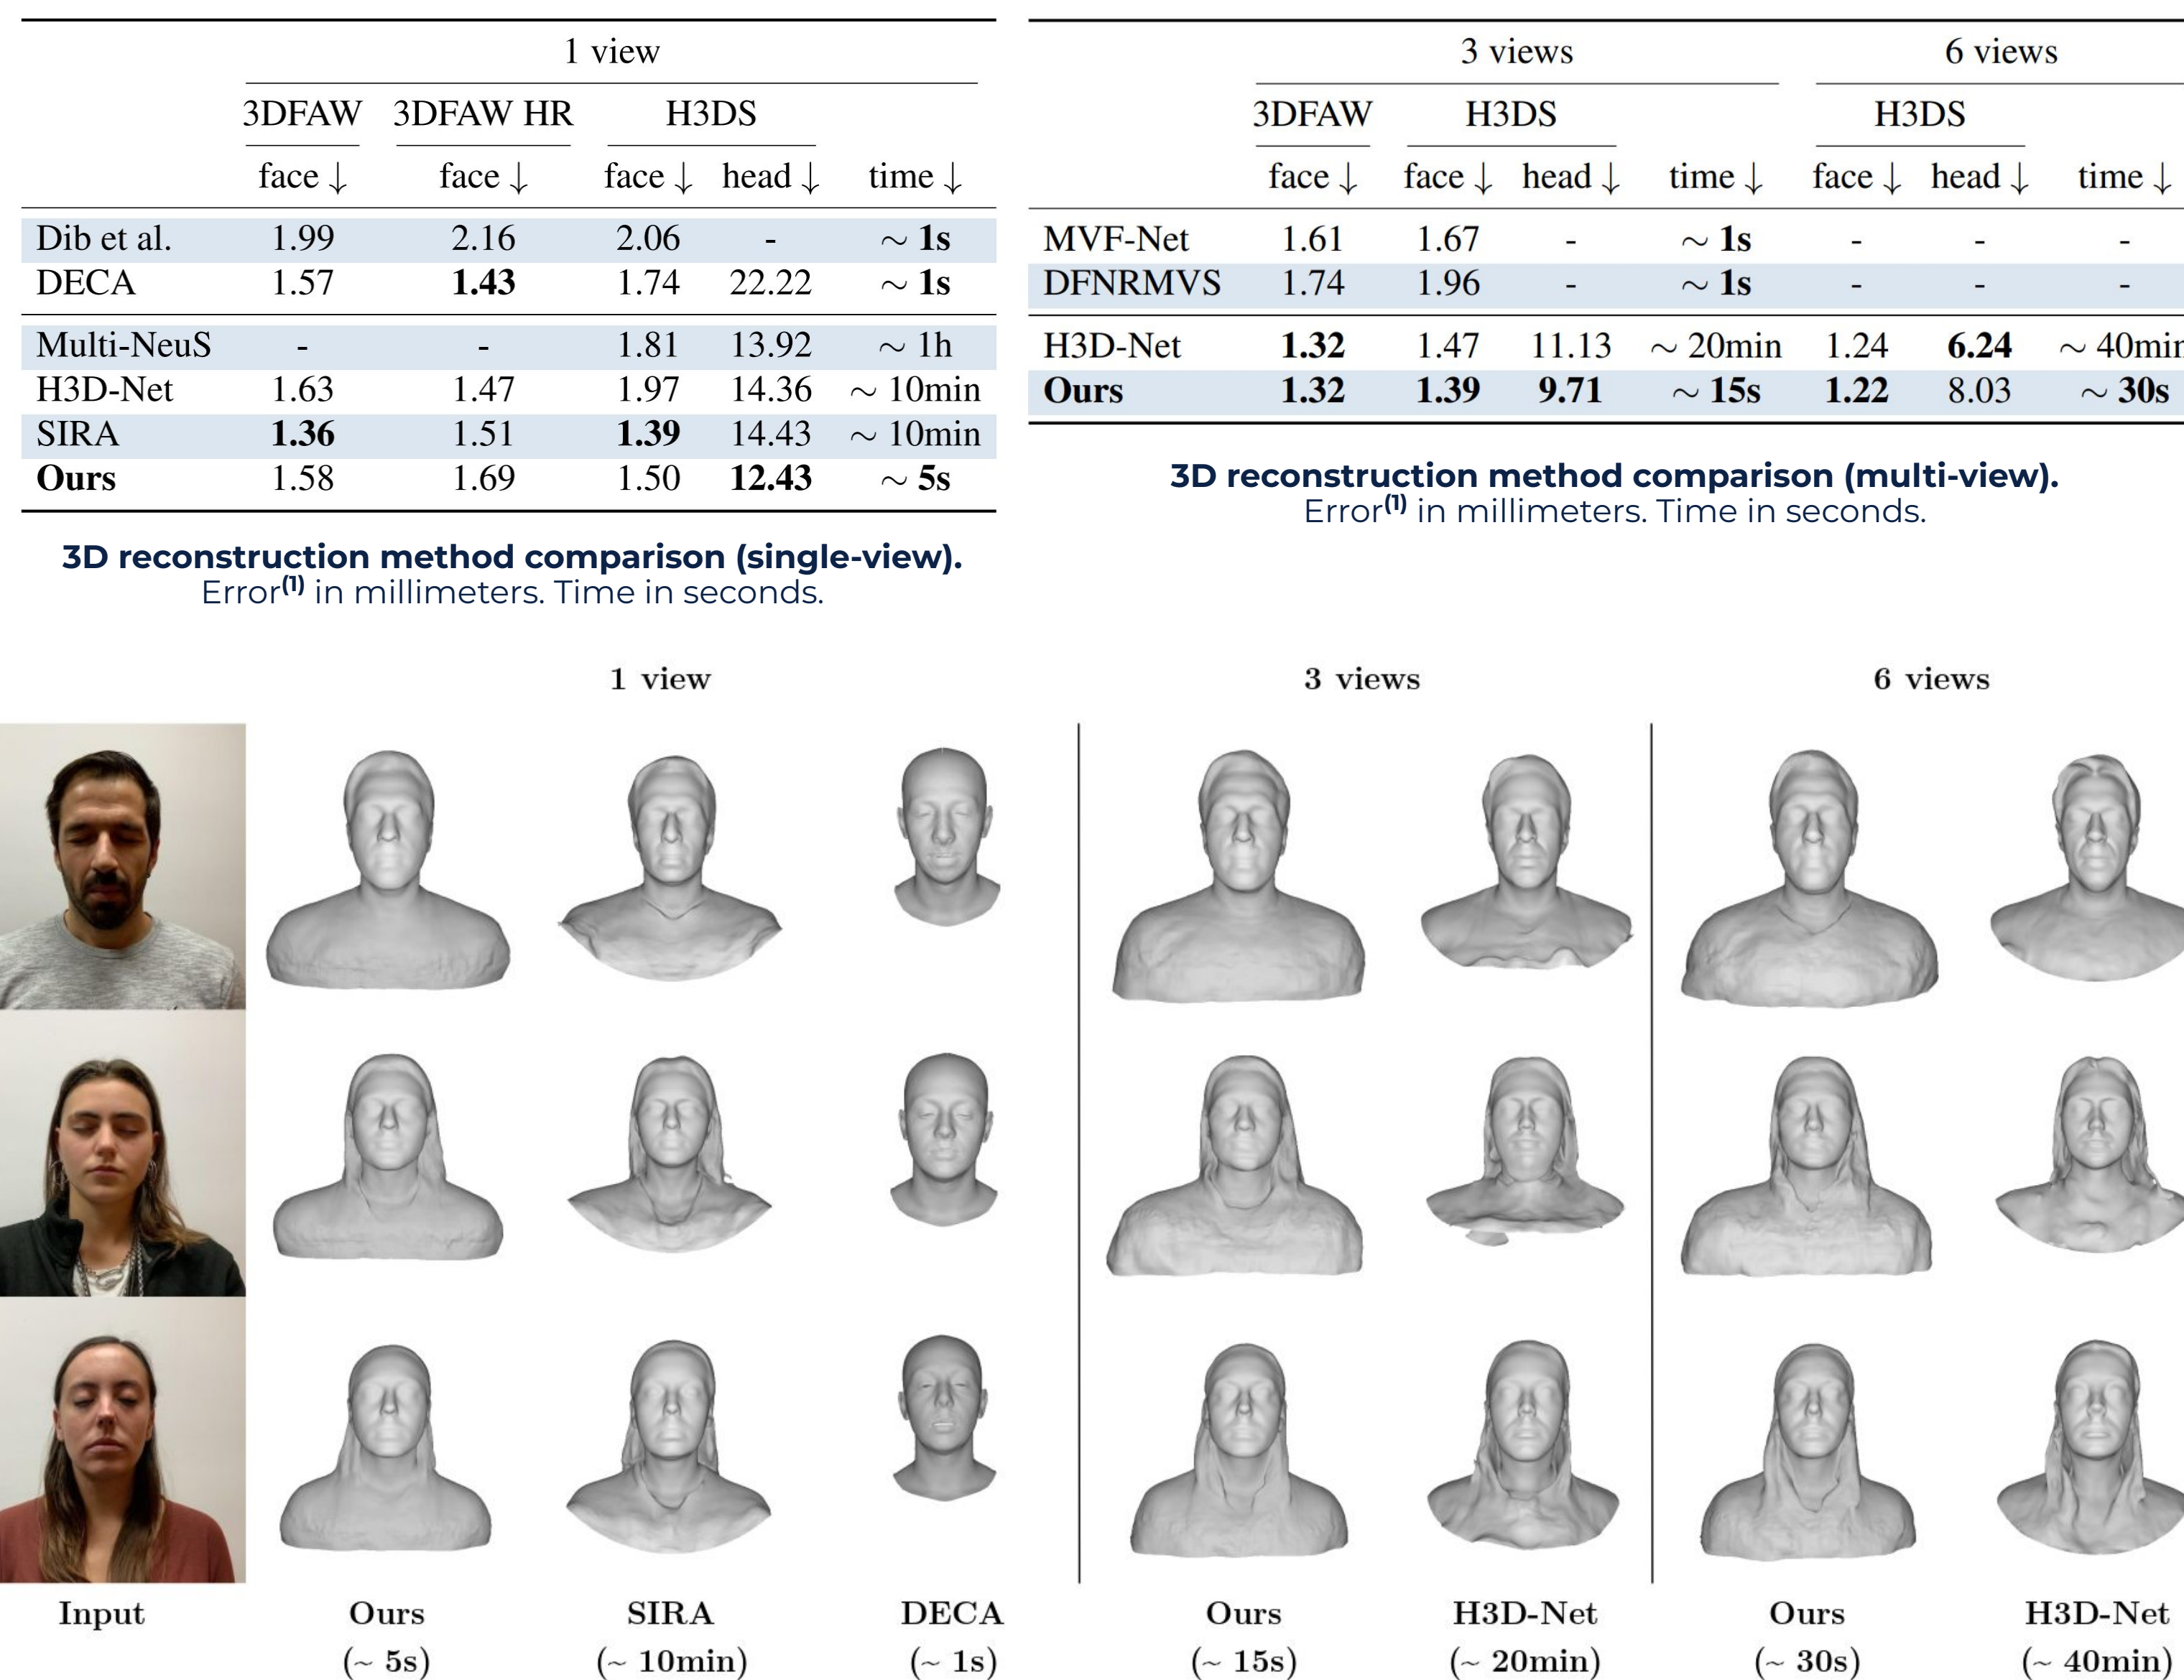 1 view
3DFAW 3DFAW HR H3DS
face ↓ face ↓ face ↓ head ↓ time ↓
Dib et al. 1.99 2.16 2.06 - ~ 1s
DECA 1.57 1.43 1.74 22.22 ~ 1s
Multi-NeuS - - 1.81 13.92 ~ 1h
H3D-Net 1.63 1.47 1.97 14.36 ~ 10min
SIRA 1.36 1.51 1.39 14.43 ~ 10min
Ours 1.58 1.69 1.50 12.43 ~ 5s
3D reconstruction method comparison (single-view).
Error(1) in millimeters. Time in seconds.
3 views 6 views
3DFAW H3DS H3DS
face ↓ face ↓ head ↓ time ↓ face ↓ head ↓ time ↓
MVF-Net 1.61 1.67 - ~ 1s - - -
DFNRMVS 1.74 1.96 - ~ 1s - - -
H3D-Net 1.32 1.47 11.13 ~ 20min 1.24 6.24 ~ 40min
Ours 1.32 1.39 9.71 ~ 15s 1.22 8.03 ~ 30s
3D reconstruction method comparison (multi-view).
Error(1) in millimeters. Time in seconds.
1 view 3 views 6 views
Input Ours SIRA DECA Ours H3D-Net Ours H3D-Net
(~ 5s) (~ 10min) (~ 1s) (~ 15s) (~ 20min) (~ 30s) (~ 40min)